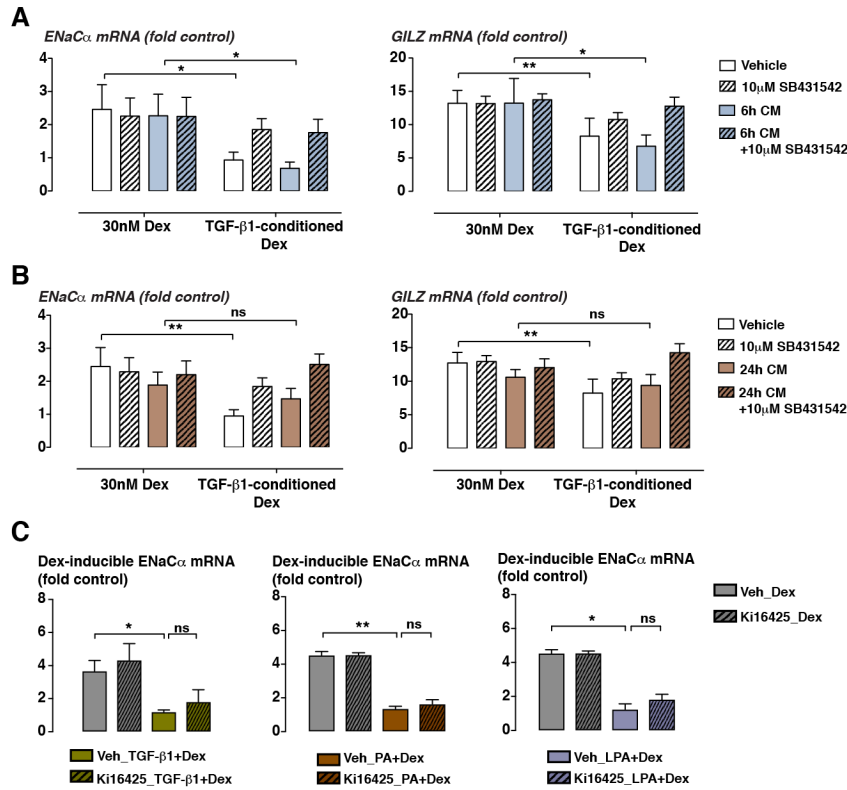 A
ENaCα mRNA (fold control)
4
3
2
1
0
*
*
30nM Dex
TGF-β1-conditioned
Dex
GILZ mRNA (fold control)
20
15
10
5
0
*
**
30nM Dex
TGF-β1-conditioned
Dex
Vehicle
10μM SB431542
6h CM
6h CM
+10μM SB431542
B
ENaCα mRNA (fold control)
4
3
2
1
0
ns
**
30nM Dex
TGF-β1-conditioned
Dex
GILZ mRNA (fold control)
20
15
10
5
0
ns
**
30nM Dex
TGF-β1-conditioned
Dex
Vehicle
10μM SB431542
24h CM
24h CM
+10μM SB431542
C
Dex-inducible ENaCα mRNA
(fold control)
8
6
4
2
0
*
ns
Veh_TGF-β1+Dex
Ki16425_TGF-β1+Dex
Dex-inducible ENaCα mRNA
(fold control)
8
6
4
2
0
**
ns
Veh_PA+Dex
Ki16425_PA+Dex
Dex-inducible ENaCα mRNA
(fold control)
8
6
4
2
0
*
ns
Veh_LPA+Dex
Ki16425_LPA+Dex
Veh_Dex
Ki16425_Dex